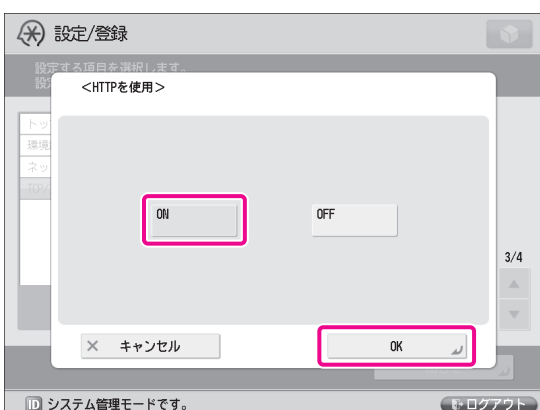 設定/登録
設定する項目を選択します。
設定
<HTTPを使用>
トッ
環境
ネッ
TCP/
ON
OFF
3/4
× キャンセル
OK
ID システム管理モードです。
ログアウト